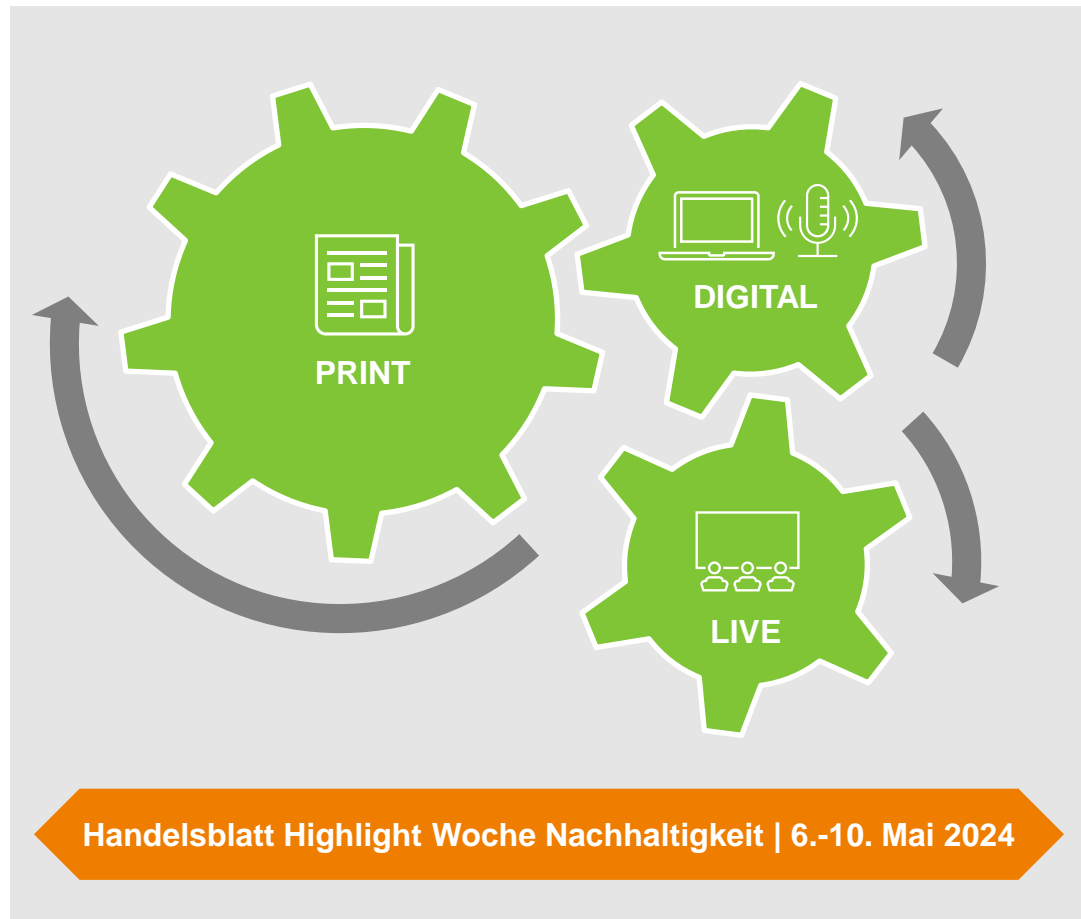 PRINT
DIGITAL
LIVE
Handelsblatt Highlight Woche Nachhaltigkeit | 6.-10. Mai 2024